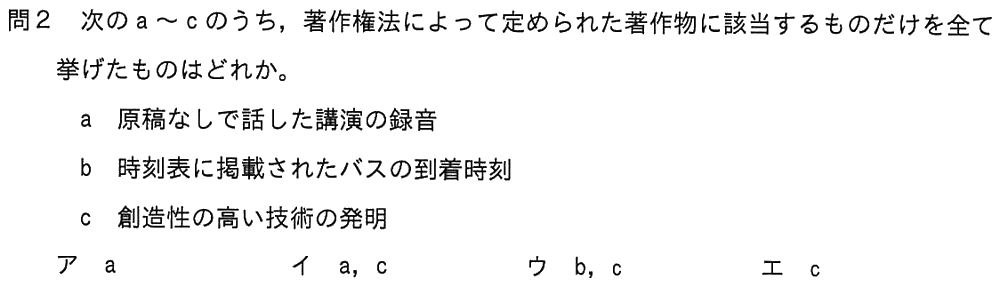 問2 次のa～cのうち，著作権法によって定められた著作物に該当するものだけを全て
挙げたものはどれか。
a 原稿なしで話した講演の録音
b 時刻表に掲載されたバスの到着時刻
c 創造性の高い技術の発明
ア a イ a，c ウ b，c エ c